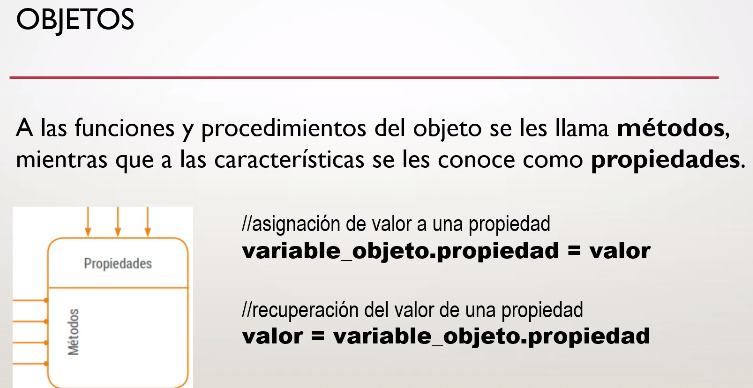 OBJETOS
A las funciones y procedimientos del objeto se les llama métodos,
mientras que a las características se les conoce como propiedades.
Propiedades
Métodos
//asignación de valor a una propiedad
variable_objeto.propiedad = valor
//recuperación del valor de una propiedad
valor = variable_objeto.propiedad